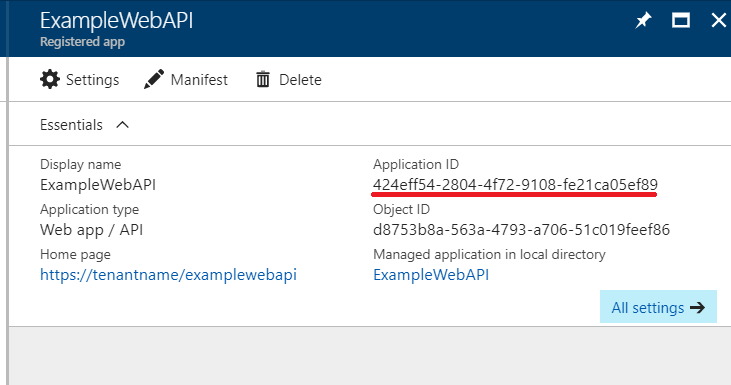 ExampleWebAPI
Registered app
Settings Manifest Delete
Essentials
Display name
ExampleWebAPI
Application type
Web app / API
Home page
https://tenantname/examplewebapi
Application ID
424eff54-2804-4f72-9108-fe21ca05ef89
Object ID
d8753b8a-563a-4793-a706-51c019feef86
Managed application in local directory
ExampleWebAPI
All settings